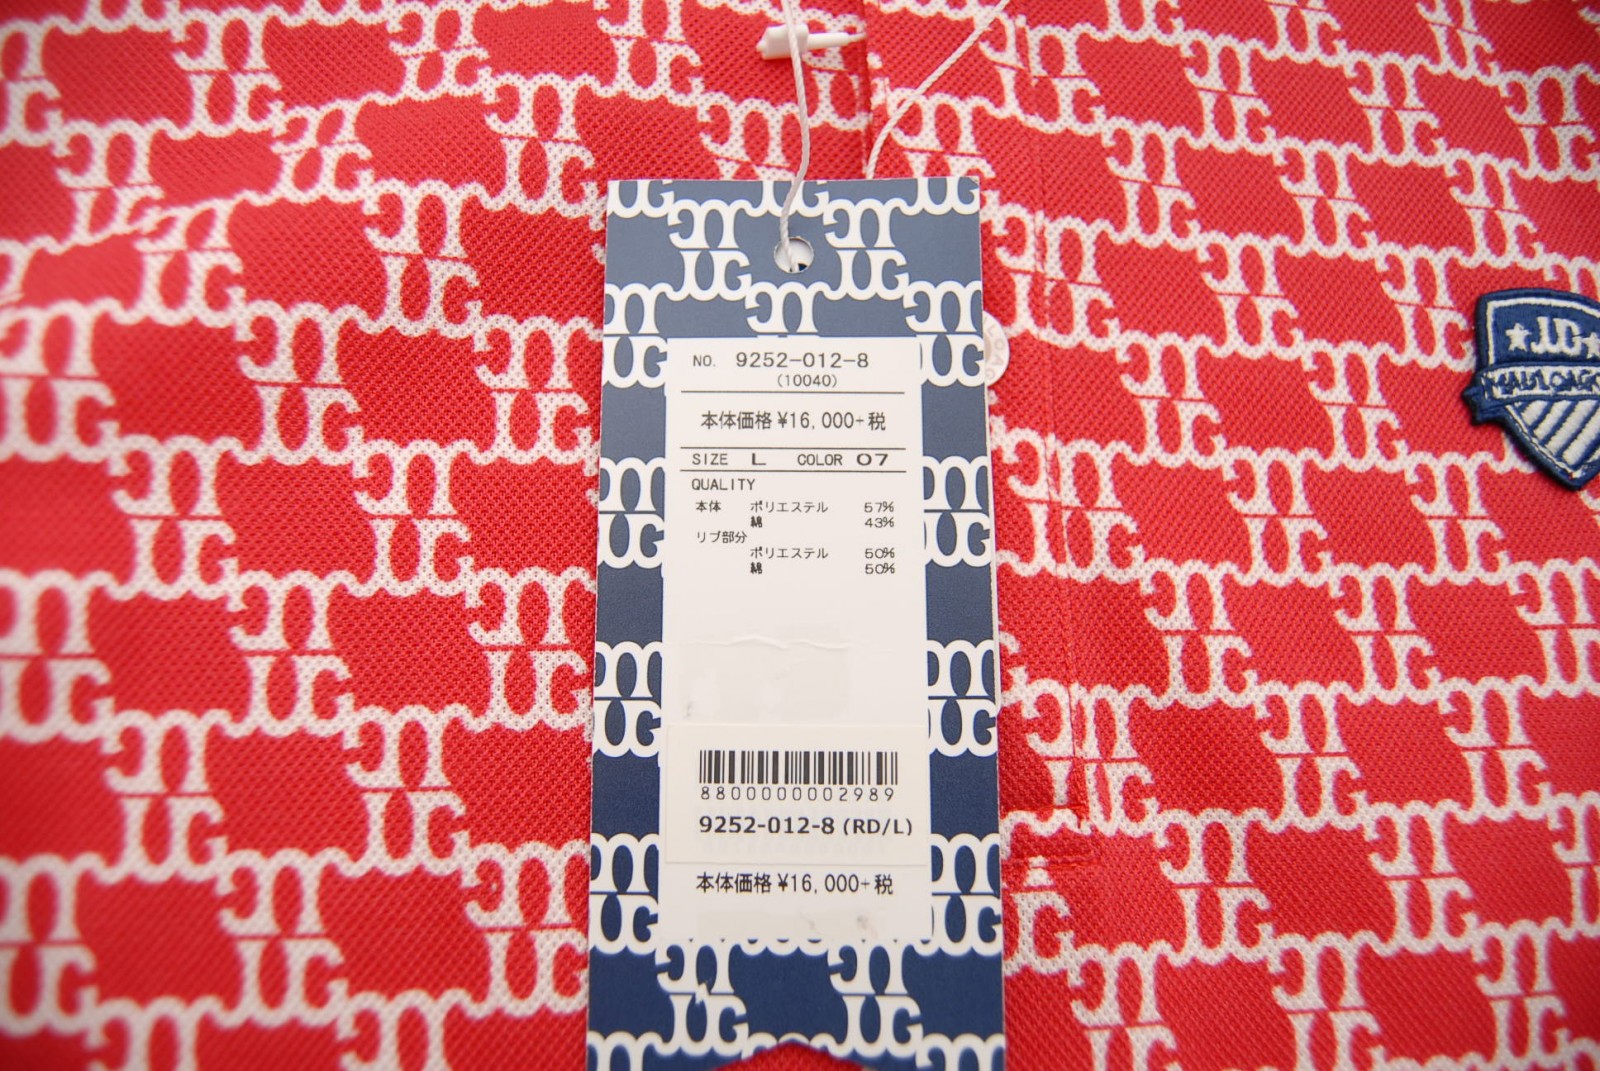 NO. 9252-012-8
(10040)
本体価格 ¥16,000+税
SIZE L COLOR 07
QUALITY
本体 ポリエステル 57%
綿 43%
リブ部分
ポリエステル 50%
綿 50%
8800000002989
9252-012-8 (RD/L)
本体価格 ¥16,000+税